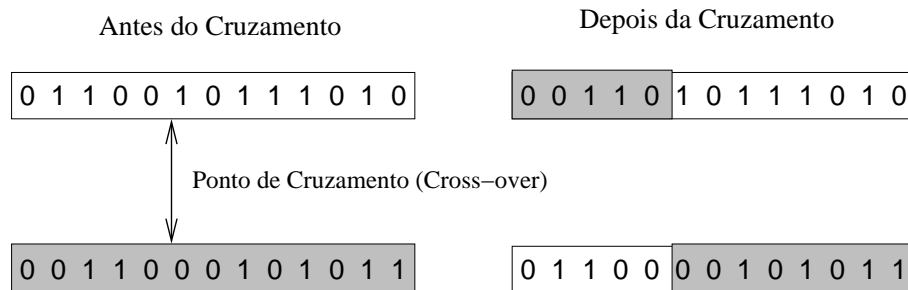 Antes do Cruzamento
Depois da Cruzamento
0 1 1 0 0 1 0 1 1 1 0 1 0
0 0 1 1 0 1 0 1 1 1 0 1 0
Ponto de Cruzamento (Cross−over)
0 0 1 1 0 0 0 1 0 1 0 1 1
0 1 1 0 0 0 0 1 0 1 0 1 1